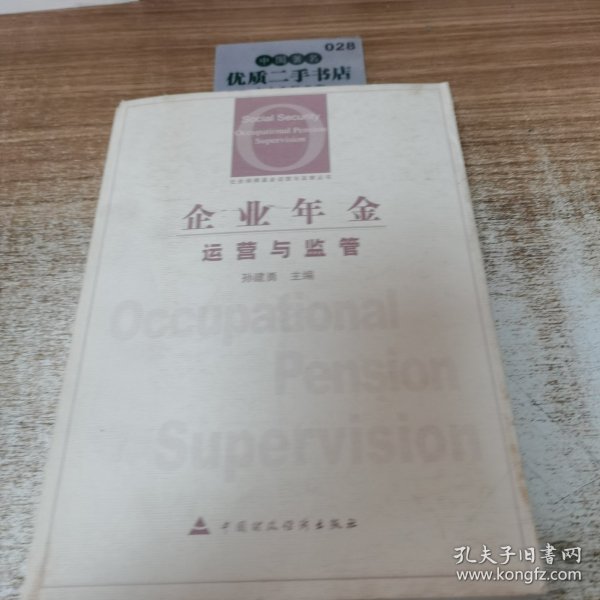 028
中国著名
优质二手书店
Social Security
Occupational Pension
Supervision
企业年金
运营与监管
孙建勇 主编
Occupational
Pension
Supervision
中国财政经济出版社
孔夫子旧书网
www.kongfz.com